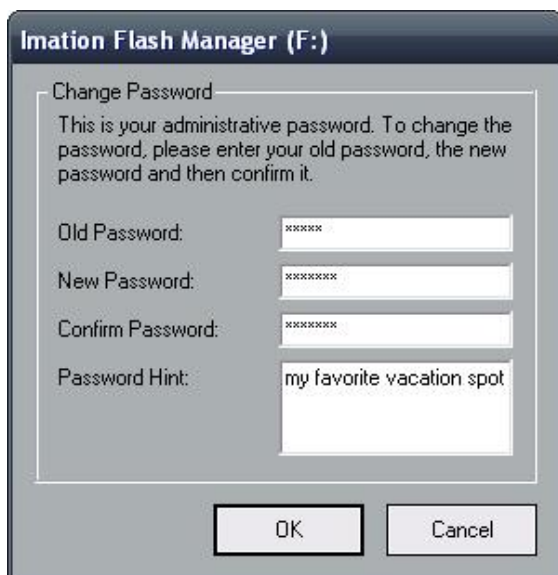 Imation Flash Manager (F:)
Change Password
This is your administrative password. To change the
password, please enter your old password, the new
password and then confirm it.
Old Password: *****
New Password: *******
Confirm Password: *******
Password Hint: my favorite vacation spot
OK Cancel